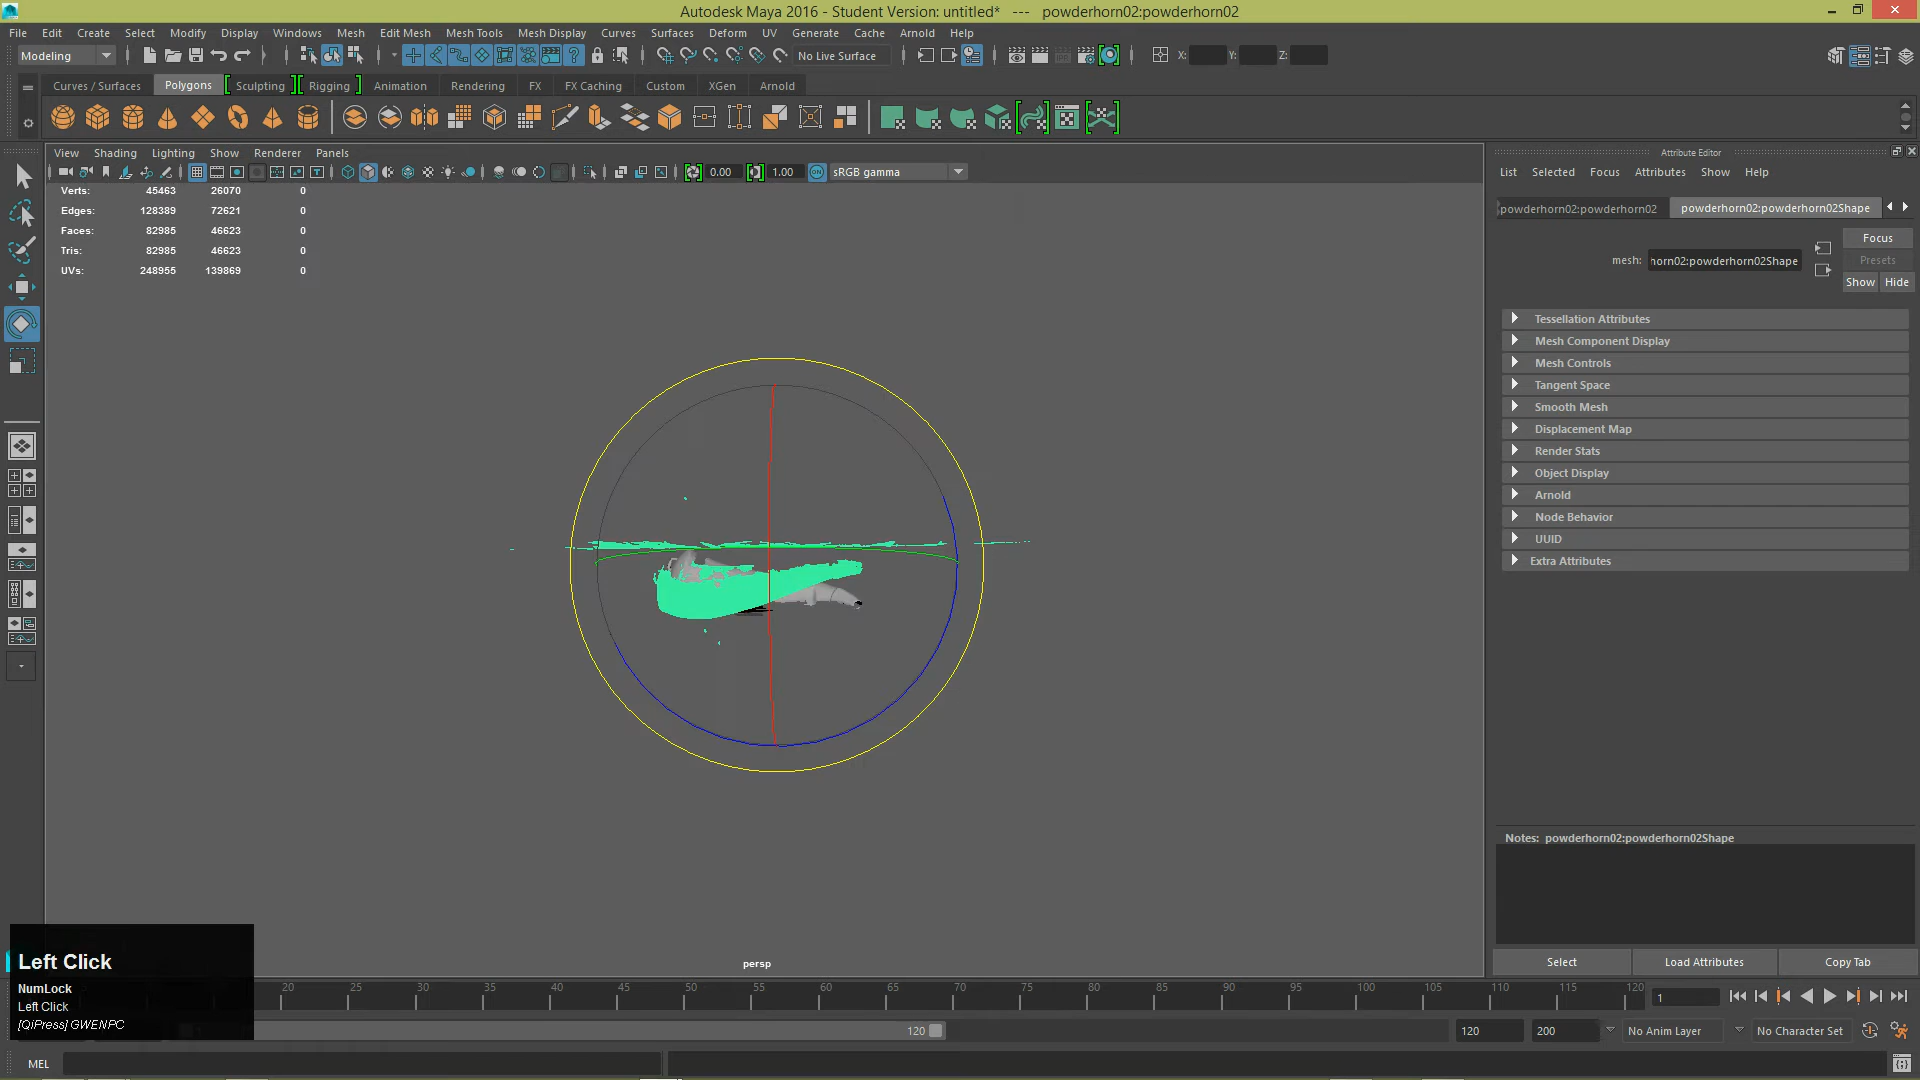 Autodesk Maya 2016 - Student Version: untitled*   ---   powderhorn02:powderhorn02
File Edit Create Select Modify Display Windows Mesh Edit Mesh Mesh Tools Mesh Display Curves Surfaces Deform UV Generate Cache Arnold Help
Modeling No Live Surface X: Y: Z:
Curves / Surfaces Polygons Sculpting Rigging Animation Rendering FX FX Caching Custom XGen Arnold
View Shading Lighting Show Renderer Panels
0.00 1.00 sRGB gamma
Verts: 45463 26070 0
Edges: 128389 72621 0
Faces: 82985 46623 0
Tris: 82985 46623 0
UVs: 248955 139869 0
persp
Attribute Editor
List Selected Focus Attributes Show Help
powderhorn02:powderhorn02 powderhorn02:powderhorn02Shape
Focus
mesh: horn02:powderhorn02Shape
Presets
Show Hide
Tessellation Attributes
Mesh Component Display
Mesh Controls
Tangent Space
Smooth Mesh
Displacement Map
Render Stats
Object Display
Arnold
Node Behavior
UUID
Extra Attributes
Notes: powderhorn02:powderhorn02Shape
Select Load Attributes Copy Tab
Left Click
NumLock
Left Click
[QiPress] GWENPC
20 25 30 35 40 45 50 55 60 65 70 75 80 85 90 95 100 105 110 115 120
1
120 120 200 No Anim Layer No Character Set
MEL